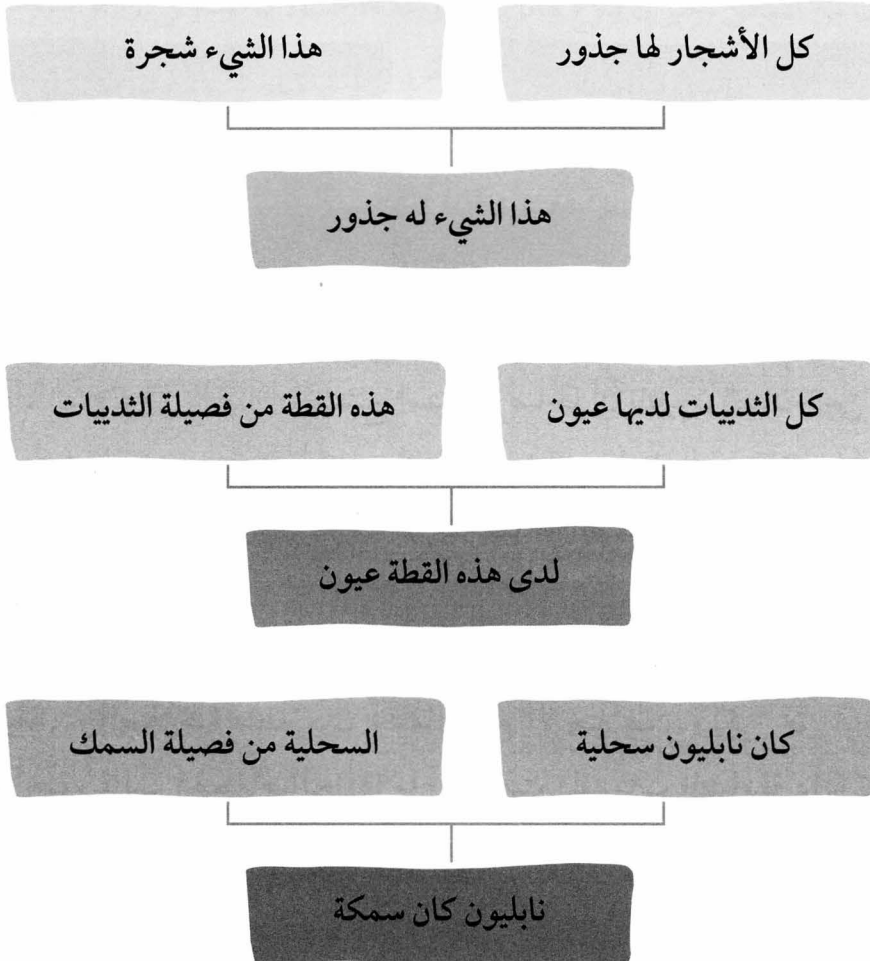 كل الأشجار لها جذور
هذا الشيء شجرة
هذا الشيء له جذور
كل الثدييات لديها عيون
هذه القطة من فصيلة الثدييات
لدى هذه القطة عيون
كان نابليون سحلية
السحلية من فصيلة السمك
نابليون كان سمكة